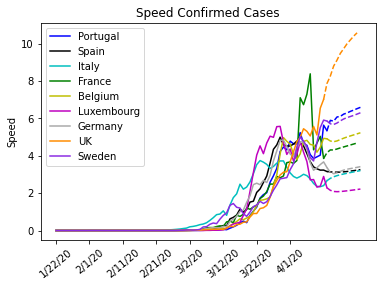 Speed Confirmed Cases
Speed
10
8
6
4
2
0
Portugal
Spain
Italy
France
Belgium
Luxembourg
Germany
UK
Sweden
1/22/20
2/1/20
2/11/20
2/21/20
3/2/20
3/12/20
3/22/20
4/1/20